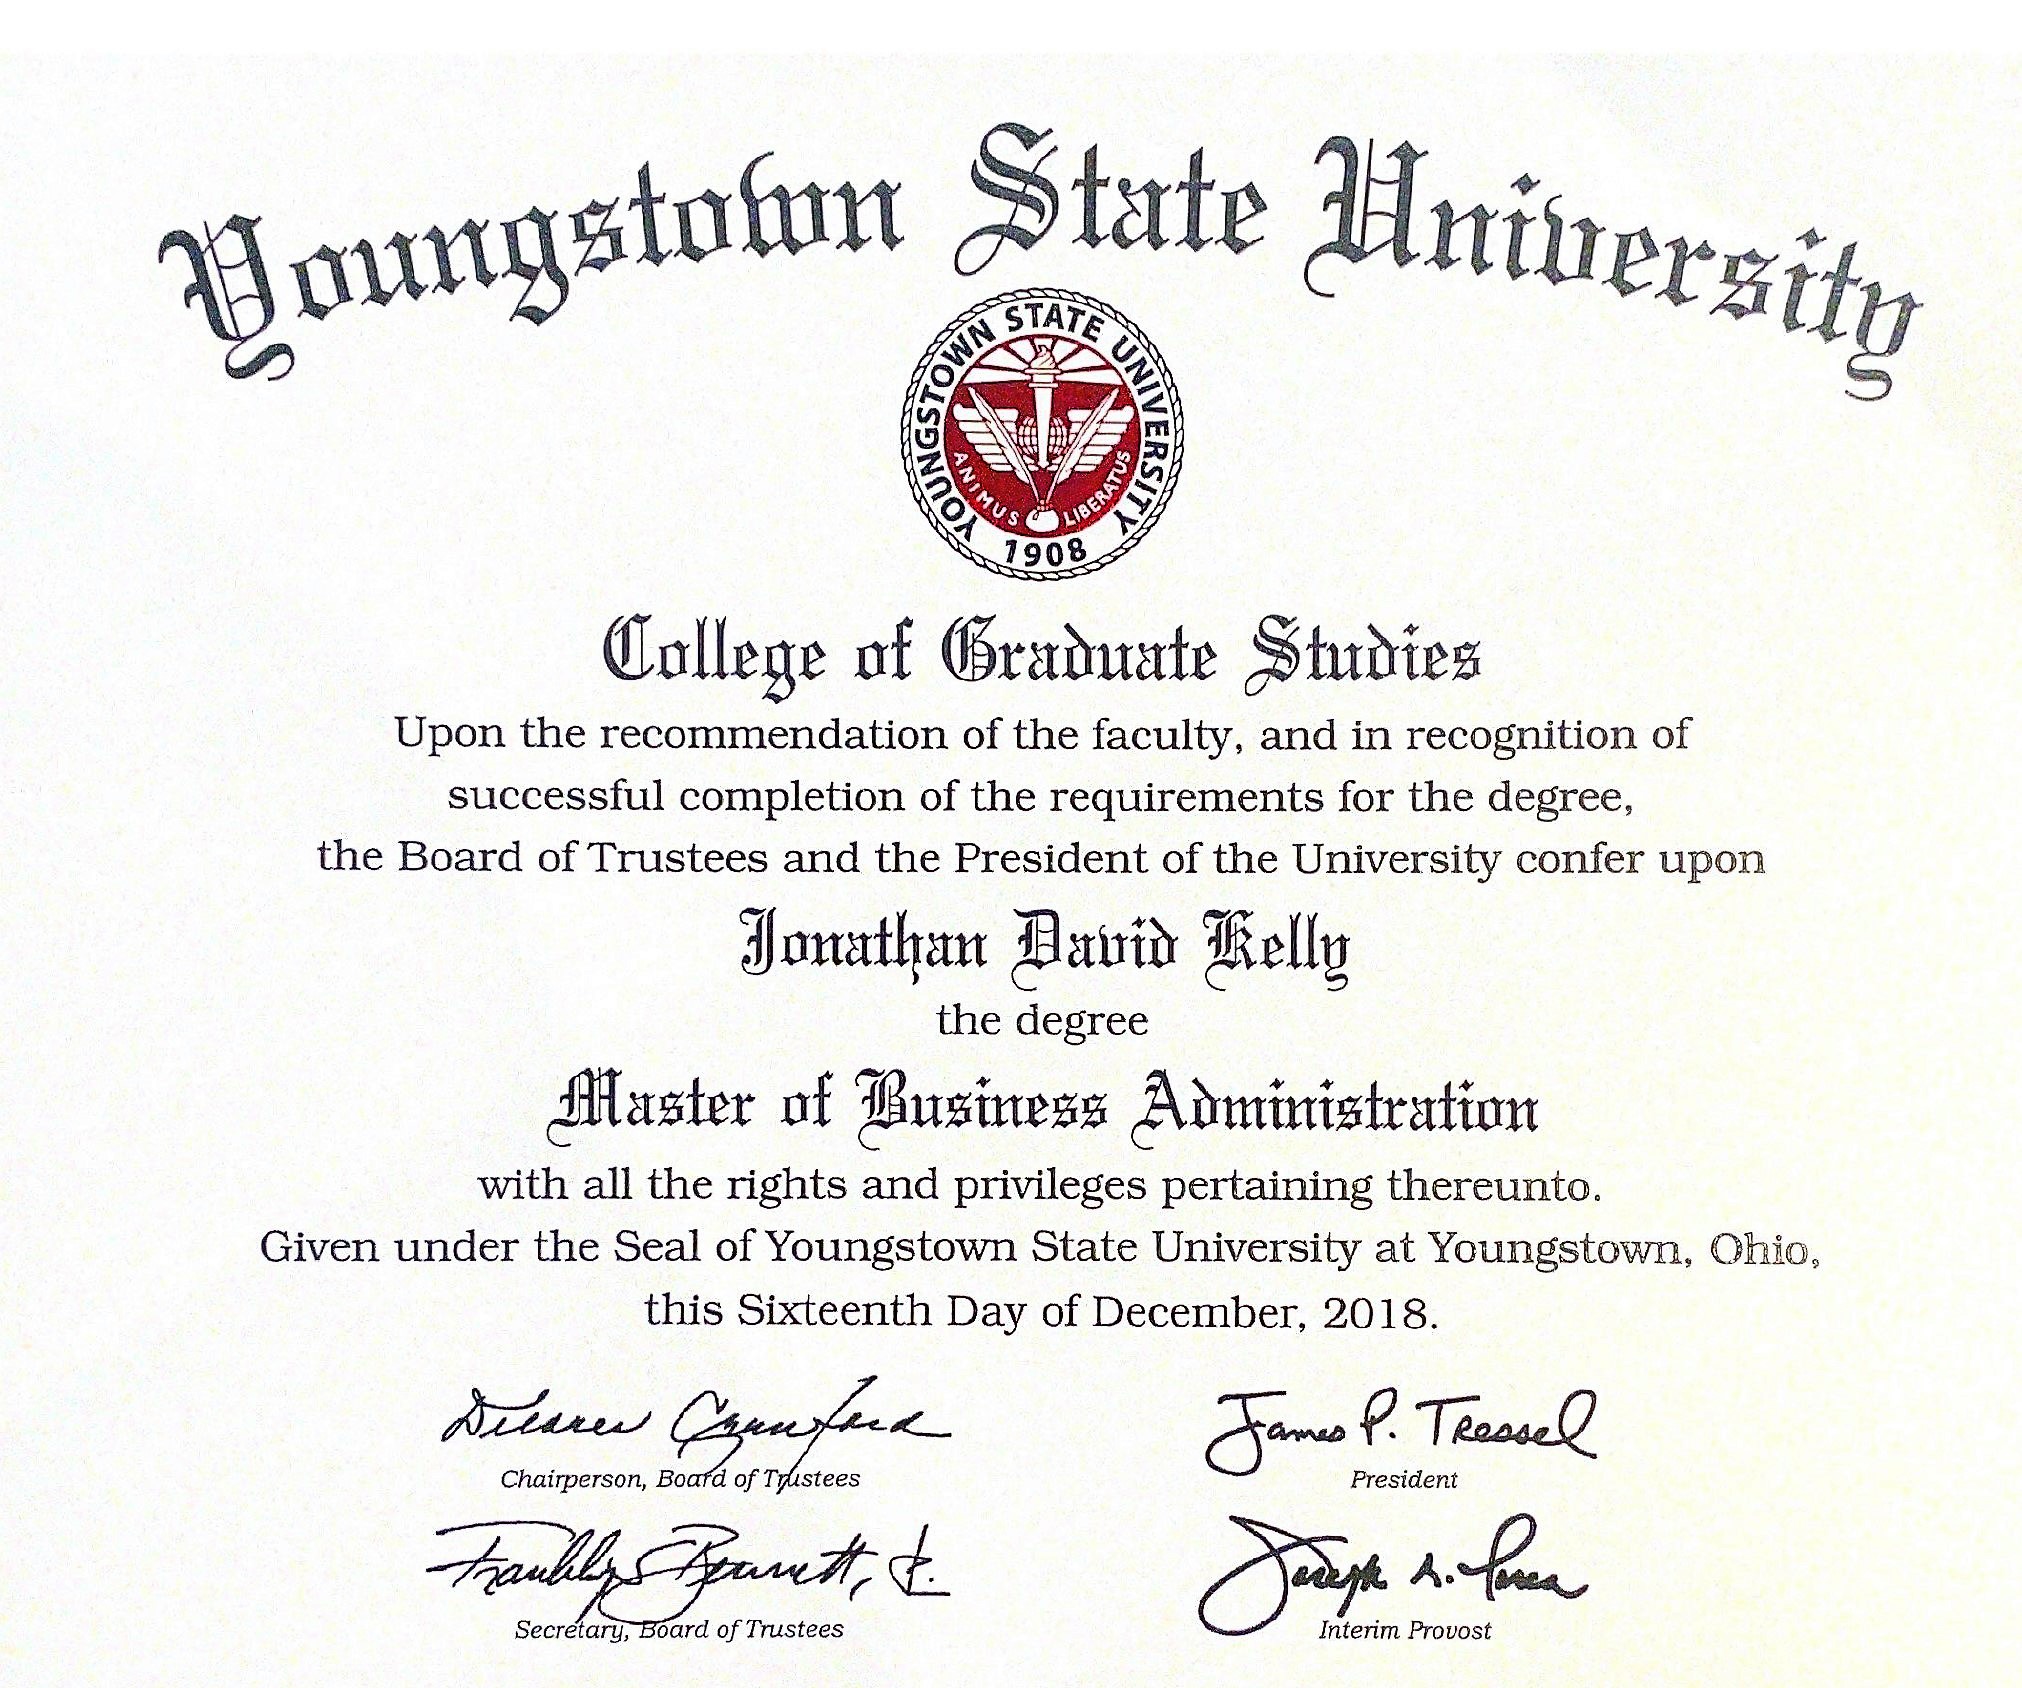 Youngstown State University
YOUNGSTOWN STATE UNIVERSITY
ANIMUS LIBERATUS
1908
College of Graduate Studies
Upon the recommendation of the faculty, and in recognition of
successful completion of the requirements for the degree,
the Board of Trustees and the President of the University confer upon
Jonathan David Kelly
the degree
Master of Business Administration
with all the rights and privileges pertaining thereunto.
Given under the Seal of Youngstown State University at Youngstown, Ohio,
this Sixteenth Day of December, 2018.
Delores Crawford
James P. Tressel
Chairperson, Board of Trustees
President
Franklin S Bennett, Jr.
Joseph A. Mosca
Secretary, Board of Trustees
Interim Provost